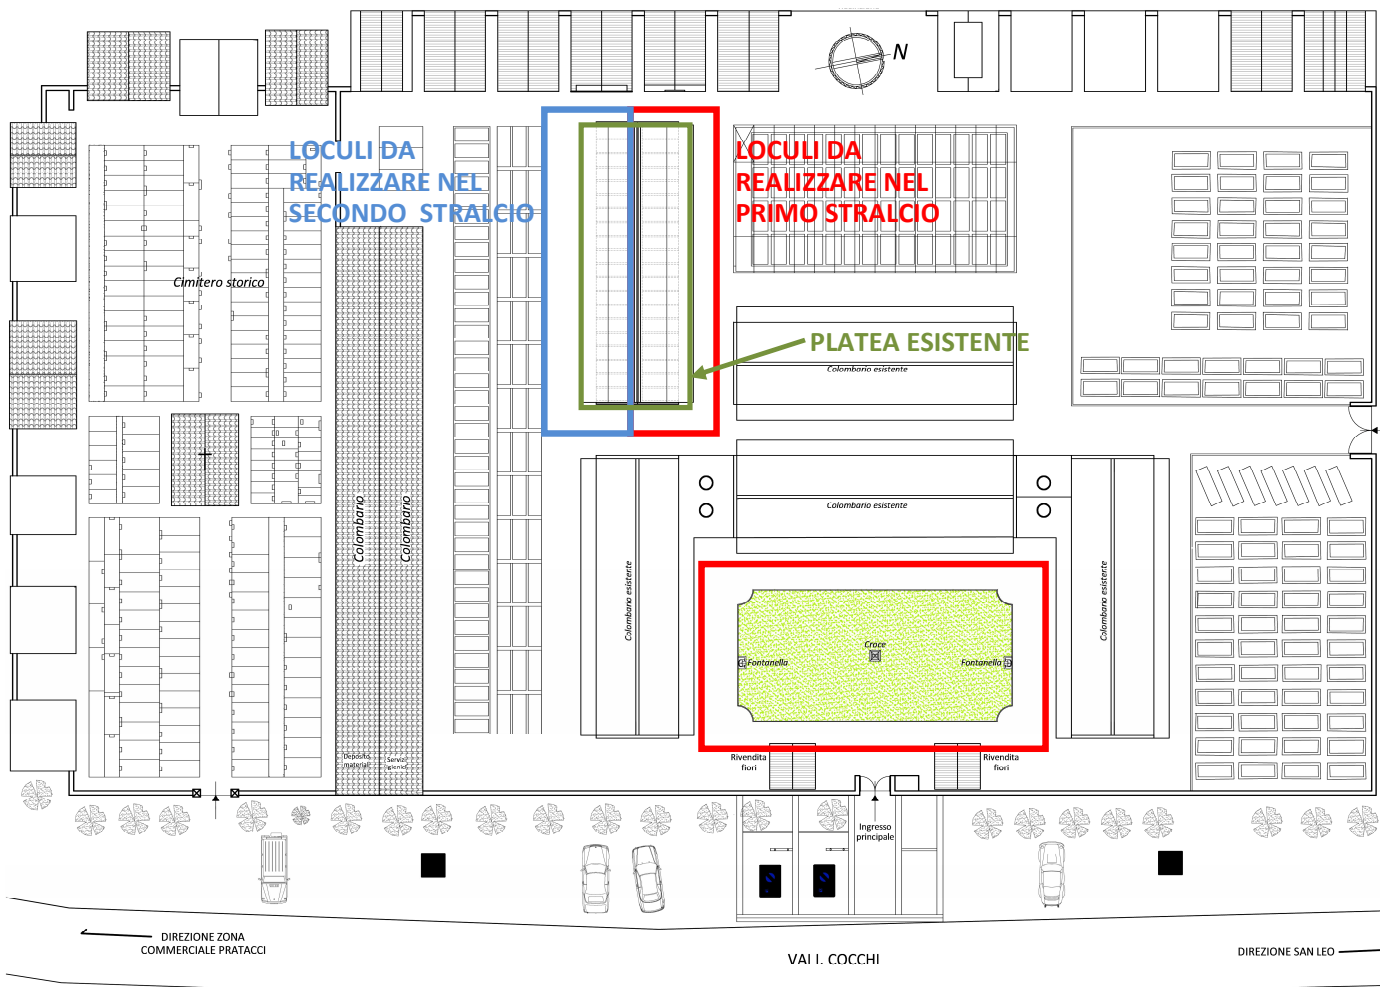 N
LOCULI DA
REALIZZARE NEL
SECONDO STRALCIO
LOCULI DA
REALIZZARE NEL
PRIMO STRALCIO
Cimitero storico
PLATEA ESISTENTE
Colombario esistente
Colombario esistente
Colombario
Colombario
Colombario esistente
Colombario esistente
Croce
Fontanella
Fontanella
Deposito
materiali
Servizi
igienici
Rivendita
fiori
Rivendita
fiori
Ingresso
principale
DIREZIONE ZONA
COMMERCIALE PRATACCI
COCCHI
DIREZIONE SAN LEO